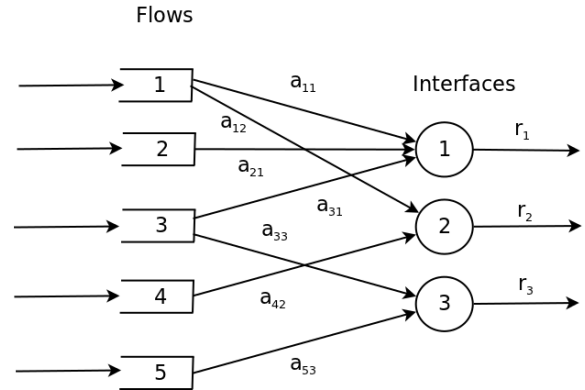 Flows
Interfaces
1
a₁₁
a₁₂
r₁
2
1
a₂₁
a₃₁
r₂
3
2
a₃₃
r₃
4
3
a₄₂
a₅₃
5